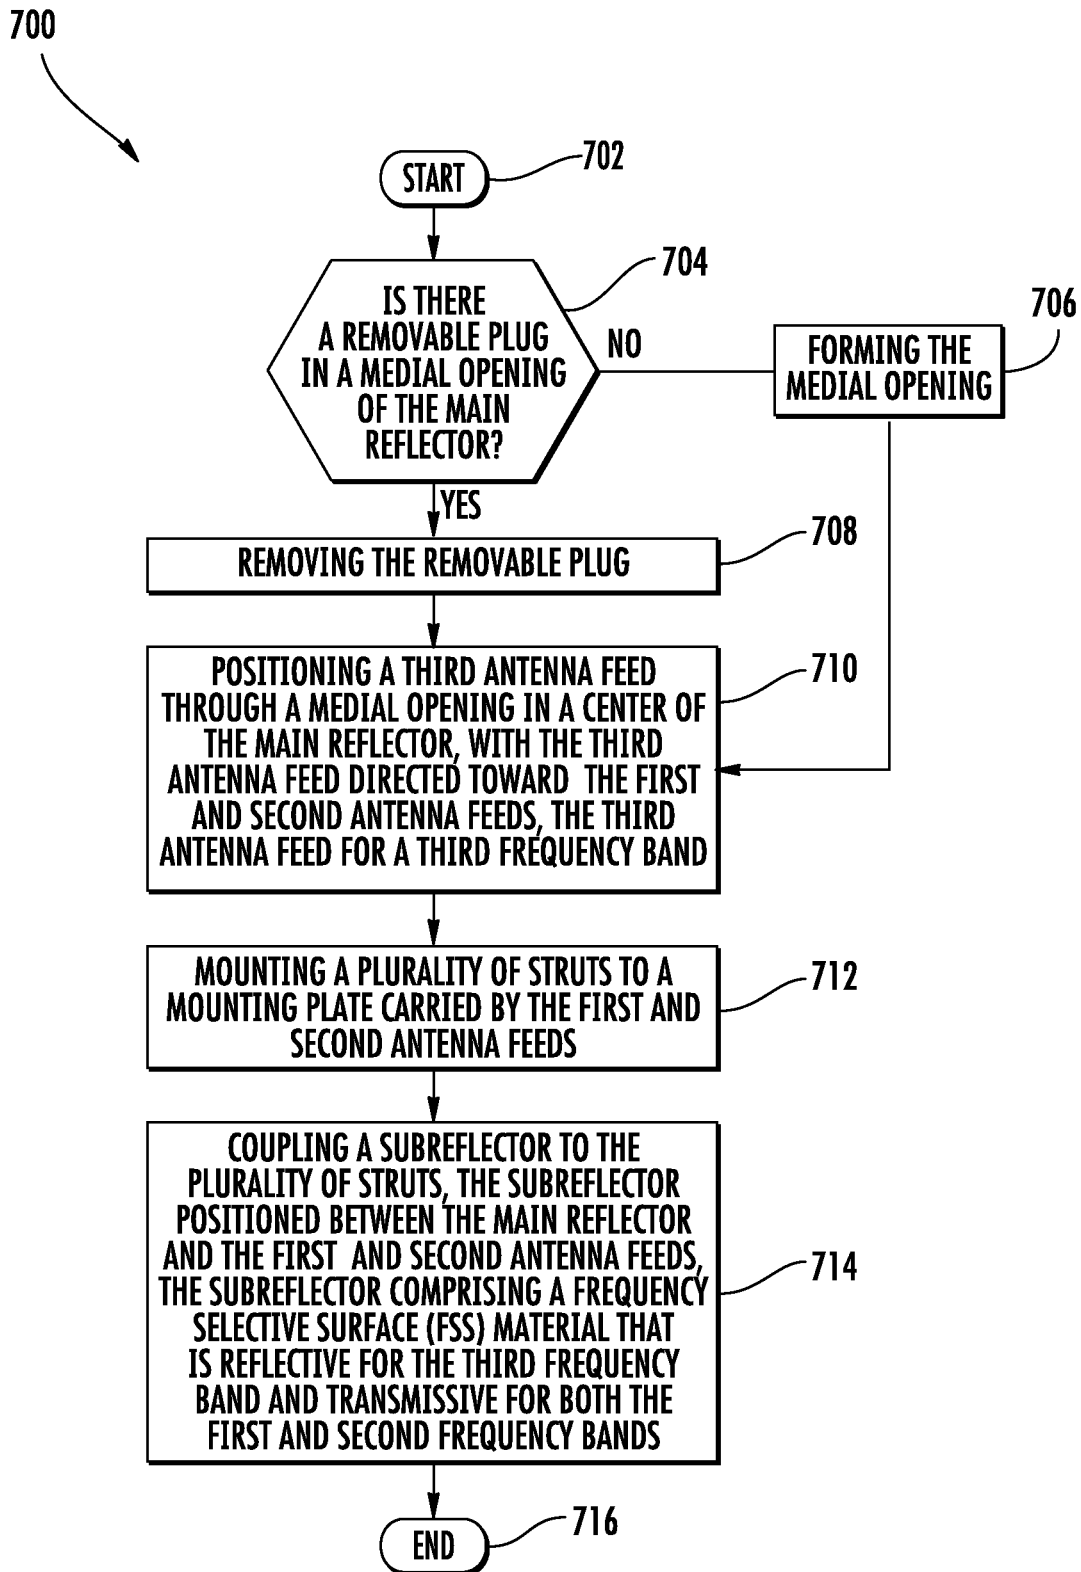 700
START
702
IS THERE
A REMOVABLE PLUG
IN A MEDIAL OPENING
OF THE MAIN
REFLECTOR?
704
NO
FORMING THE
MEDIAL OPENING
706
YES
REMOVING THE REMOVABLE PLUG
708
POSITIONING A THIRD ANTENNA FEED
THROUGH A MEDIAL OPENING IN A CENTER OF
THE MAIN REFLECTOR, WITH THE THIRD
ANTENNA FEED DIRECTED TOWARD THE FIRST
AND SECOND ANTENNA FEEDS, THE THIRD
ANTENNA FEED FOR A THIRD FREQUENCY BAND
710
MOUNTING A PLURALITY OF STRUTS TO A
MOUNTING PLATE CARRIED BY THE FIRST AND
SECOND ANTENNA FEEDS
712
COUPLING A SUBREFLECTOR TO THE
PLURALITY OF STRUTS, THE SUBREFLECTOR
POSITIONED BETWEEN THE MAIN REFLECTOR
AND THE FIRST AND SECOND ANTENNA FEEDS,
THE SUBREFLECTOR COMPRISING A FREQUENCY
SELECTIVE SURFACE (FSS) MATERIAL THAT
IS REFLECTIVE FOR THE THIRD FREQUENCY
BAND AND TRANSMISSIVE FOR BOTH THE
FIRST AND SECOND FREQUENCY BANDS
714
END
716